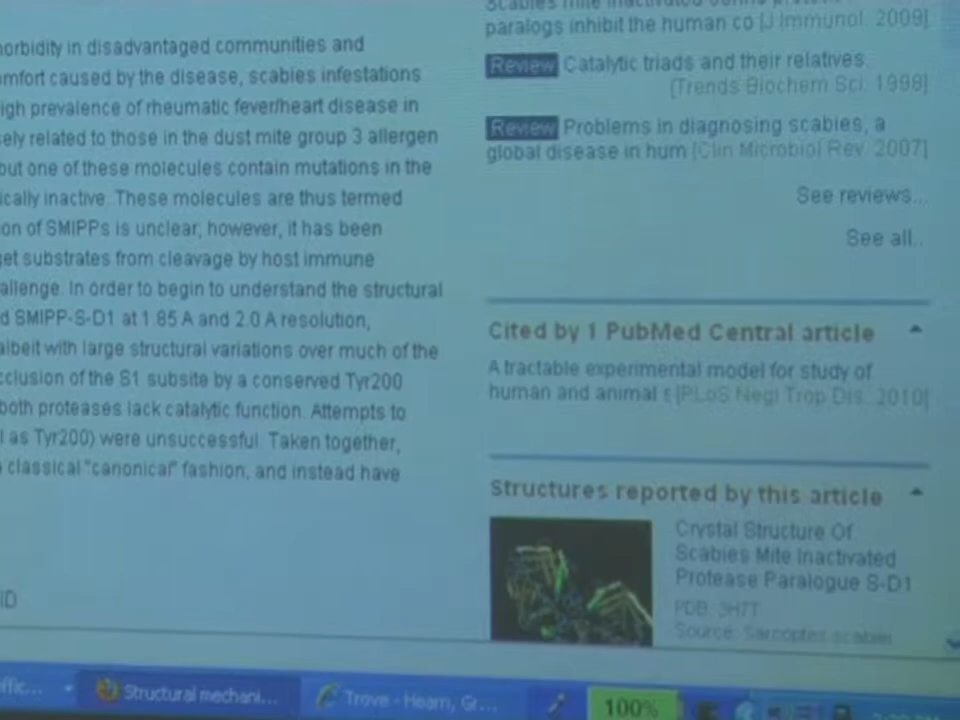 morbidity in disadvantaged communities and
omfort caused by the disease, scabies infestations
igh prevalence of rheumatic fever/heart disease in
sely related to those in the dust mite group 3 allergen
but one of these molecules contain mutations in the
ically inactive. These molecules are thus termed
on of SMIPPs is unclear; however, it has been
get substrates from cleavage by host immune
allenge. In order to begin to understand the structural
d SMIPP-S-D1 at 1.85 A and 2.0 A resolution,
albeit with large structural variations over much of the
cclusion of the S1 subsite by a conserved Tyr200
both proteases lack catalytic function. Attempts to
l as Tyr200) were unsuccessful. Taken together,
classical "canonical" fashion, and instead have
ID
Scabies mite inactivated
paralogs inhibit the human co [J Immunol. 2009]
Review Catalytic triads and their relatives.
[Trends Biochem Sci. 1998]
Review Problems in diagnosing scabies, a
global disease in hum [Clin Microbiol Rev. 2007]
See reviews...
See all..
Cited by 1 PubMed Central article
A tractable experimental model for study of
human and animal s [PLoS Negl Trop Dis. 2010]
Structures reported by this article
Crystal Structure Of
Scabies Mite Inactivated
Protease Paralogue S-D1
PDB: 3H7T
Source: Sarcoptes scabiei
ffic...
Structural mechani...
Trove - Hearn, Gr...
100%